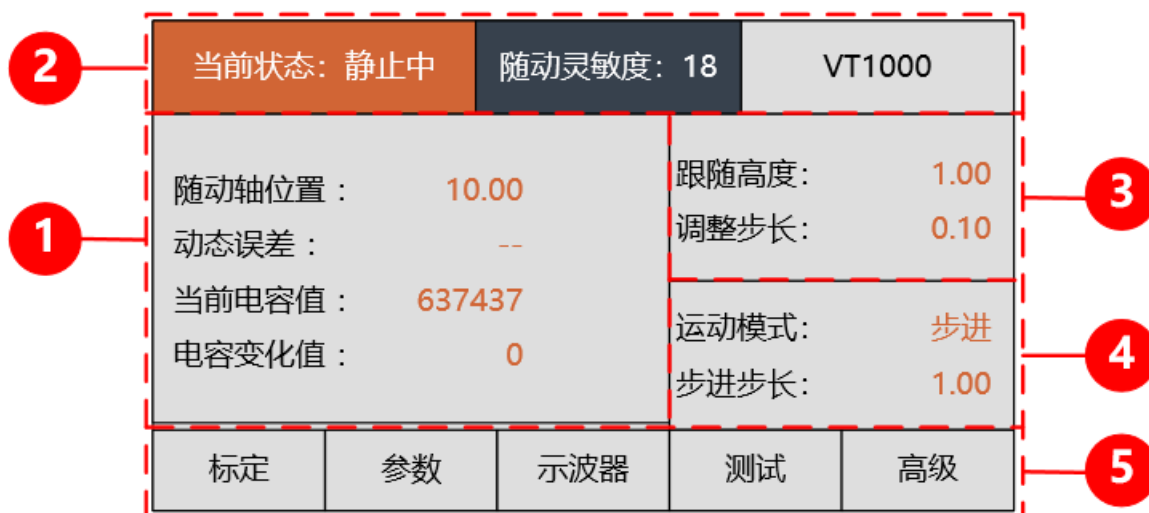 2
当前状态：静止中 随动灵敏度：18 VT1000
1
随动轴位置： 10.00
动态误差： --
当前电容值： 637437
电容变化值： 0
跟随高度： 1.00
调整步长： 0.10
3
运动模式： 步进
步进步长： 1.00
4
标定 参数 示波器 测试 高级
5